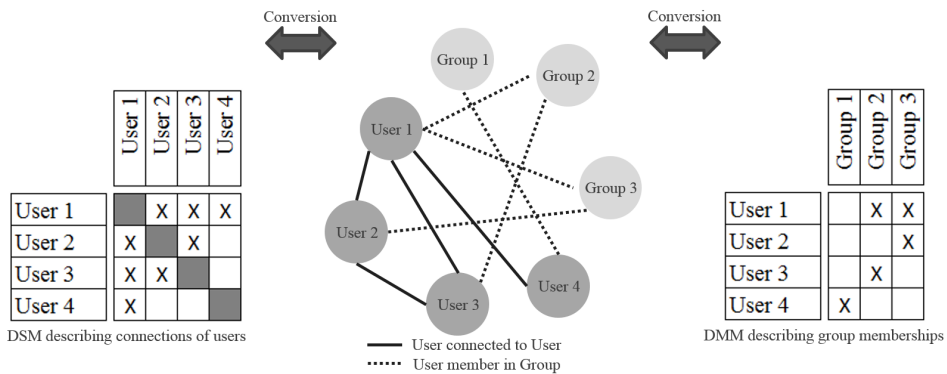 Conversion
Conversion
User 1
User 2
User 3
User 4
User 1 X X X
User 2 X X
User 3 X X
User 4 X
DSM describing connections of users
Group 1
Group 2
User 1
Group 3
User 2
User 4
User 3
User connected to User
User member in Group
Group 1
Group 2
Group 3
User 1 X X
User 2 X
User 3 X
User 4 X
DMM describing group memberships